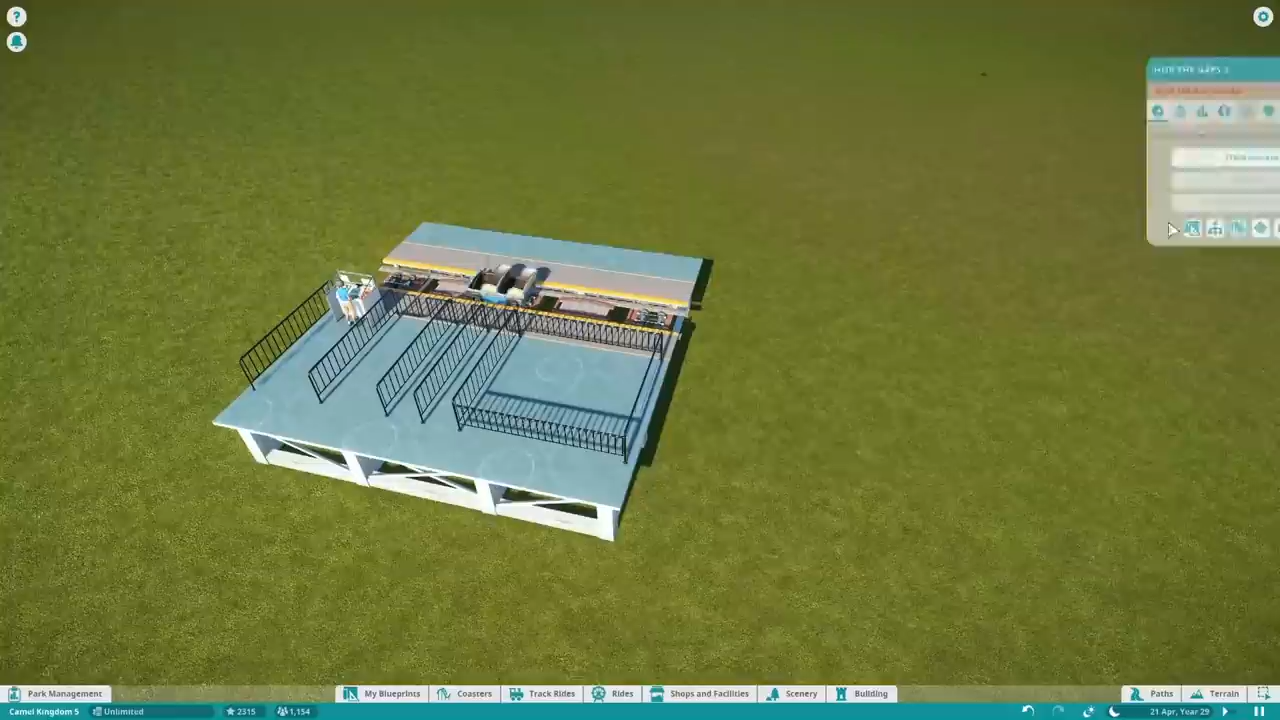 ?
Park Management
My Blueprints
Coasters
Track Rides
Rides
Shops and Facilities
Scenery
Building
Paths
Terrain
Camel Kingdom 5
Unlimited
2315
1,154
21 Apr, Year 29